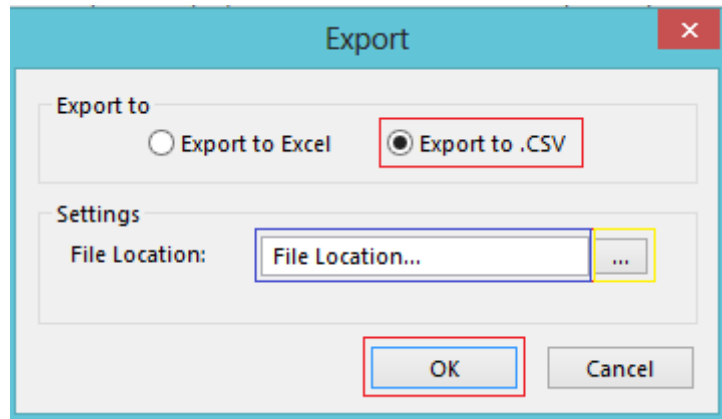 Export
Export to
Export to Excel Export to .CSV
Settings
File Location: File Location... ...
OK Cancel